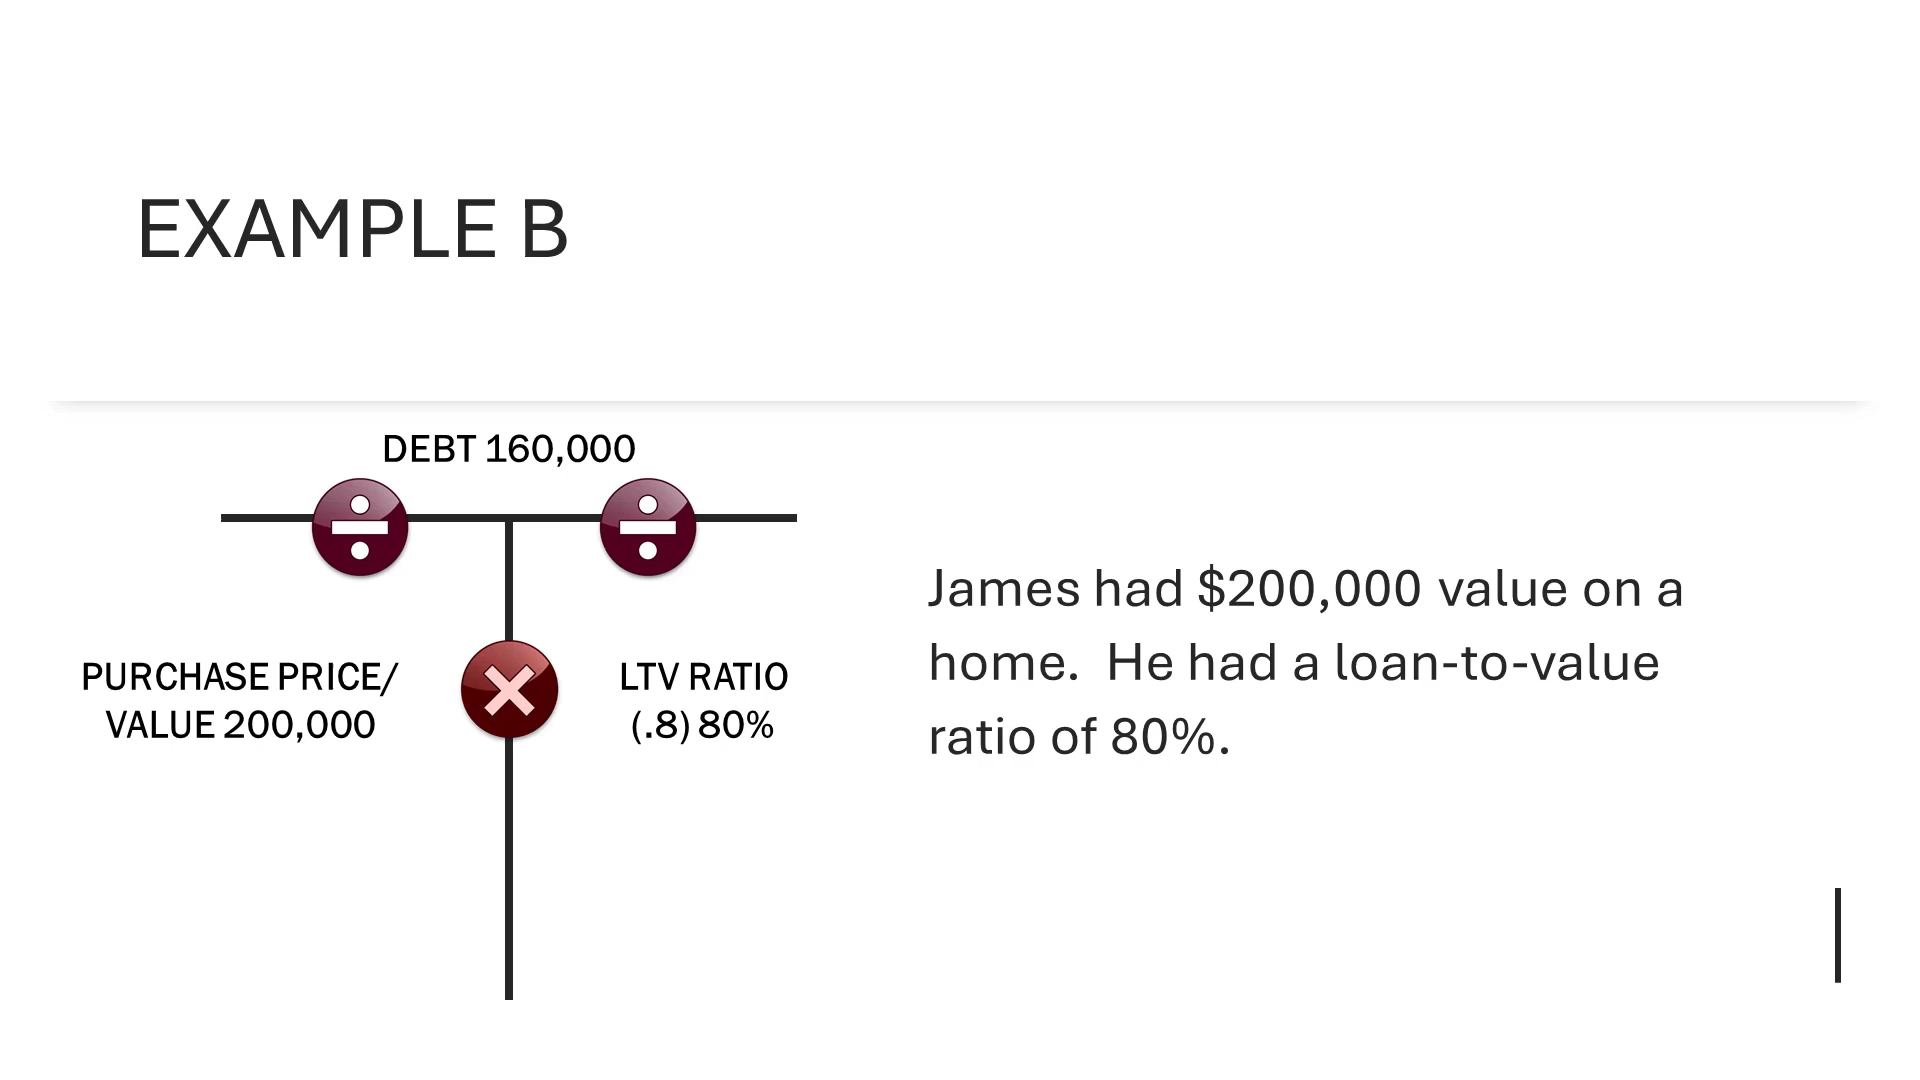 EXAMPLE B
DEBT 160,000
PURCHASE PRICE/
VALUE 200,000
LTV RATIO
(.8) 80%
James had $200,000 value on a
home.  He had a loan-to-value
ratio of 80%.